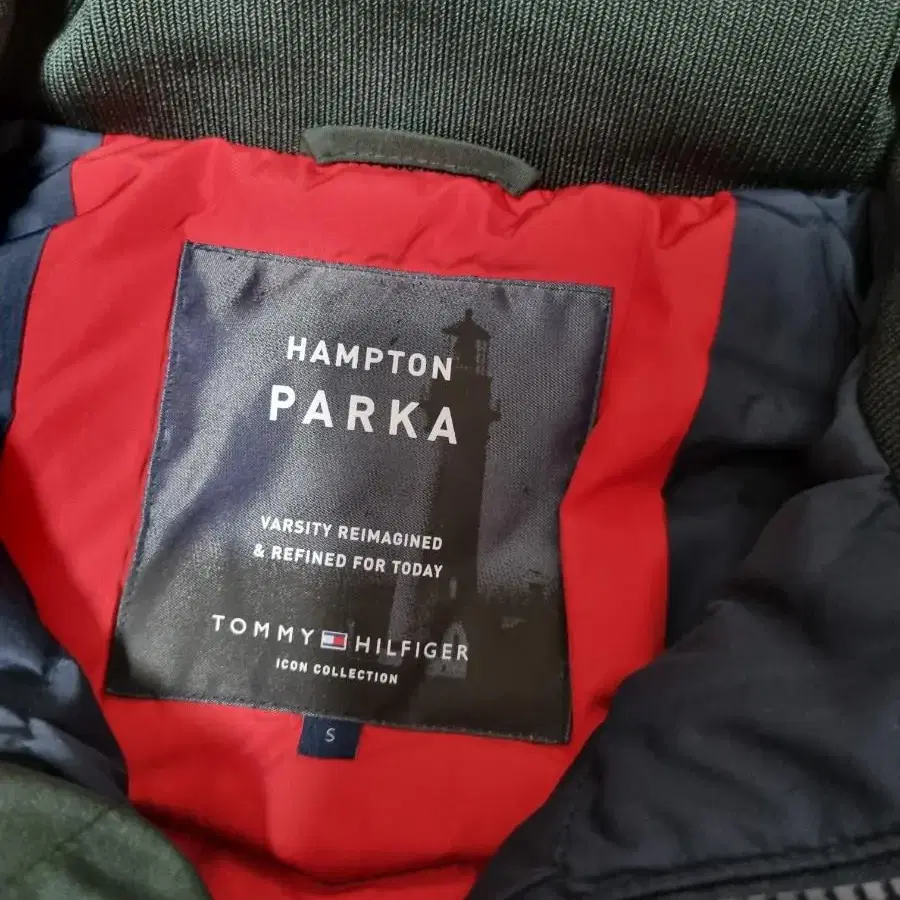 HAMPTON
PARKA
VARSITY REIMAGINED
& REFINED FOR TODAY
TOMMY HILFIGER
ICON COLLECTION
S